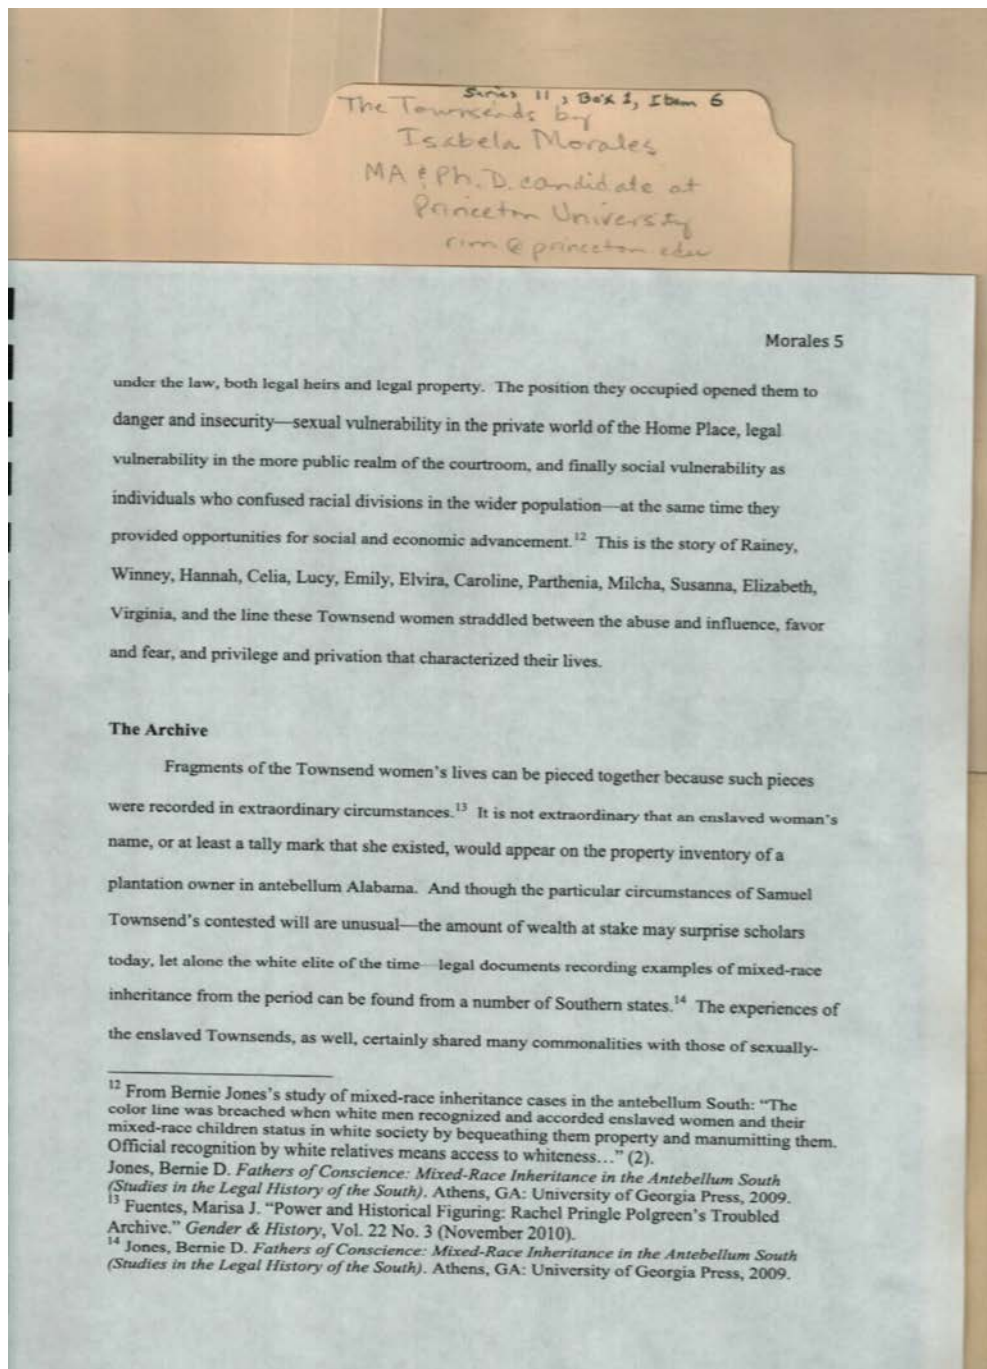 Series 11, Box 1, Item 6
The Townsends by
Isabela Morales
MA & Ph.D. candidate at
Princeton University
rim@princeton.edu
Morales 5
under the law, both legal heirs and legal property. The position they occupied opened them to
danger and insecurity—sexual vulnerability in the private world of the Home Place, legal
vulnerability in the more public realm of the courtroom, and finally social vulnerability as
individuals who confused racial divisions in the wider population—at the same time they
provided opportunities for social and economic advancement.12 This is the story of Rainey,
Winney, Hannah, Celia, Lucy, Emily, Elvira, Caroline, Parthenia, Milcha, Susanna, Elizabeth,
Virginia, and the line these Townsend women straddled between the abuse and influence, favor
and fear, and privilege and privation that characterized their lives.
The Archive
Fragments of the Townsend women's lives can be pieced together because such pieces
were recorded in extraordinary circumstances.13 It is not extraordinary that an enslaved woman's
name, or at least a tally mark that she existed, would appear on the property inventory of a
plantation owner in antebellum Alabama. And though the particular circumstances of Samuel
Townsend's contested will are unusual—the amount of wealth at stake may surprise scholars
today, let alone the white elite of the time—legal documents recording examples of mixed-race
inheritance from the period can be found from a number of Southern states.14 The experiences of
the enslaved Townsends, as well, certainly shared many commonalities with those of sexually-
12 From Bernie Jones's study of mixed-race inheritance cases in the antebellum South: "The
color line was breached when white men recognized and accorded enslaved women and their
mixed-race children status in white society by bequeathing them property and manumitting them.
Official recognition by white relatives means access to whiteness..." (2).
Jones, Bernie D. Fathers of Conscience: Mixed-Race Inheritance in the Antebellum South
(Studies in the Legal History of the South). Athens, GA: University of Georgia Press, 2009.
13 Fuentes, Marisa J. "Power and Historical Figuring: Rachel Pringle Polgreen's Troubled
Archive." Gender & History, Vol. 22 No. 3 (November 2010).
14 Jones, Bernie D. Fathers of Conscience: Mixed-Race Inheritance in the Antebellum South
(Studies in the Legal History of the South). Athens, GA: University of Georgia Press, 2009.